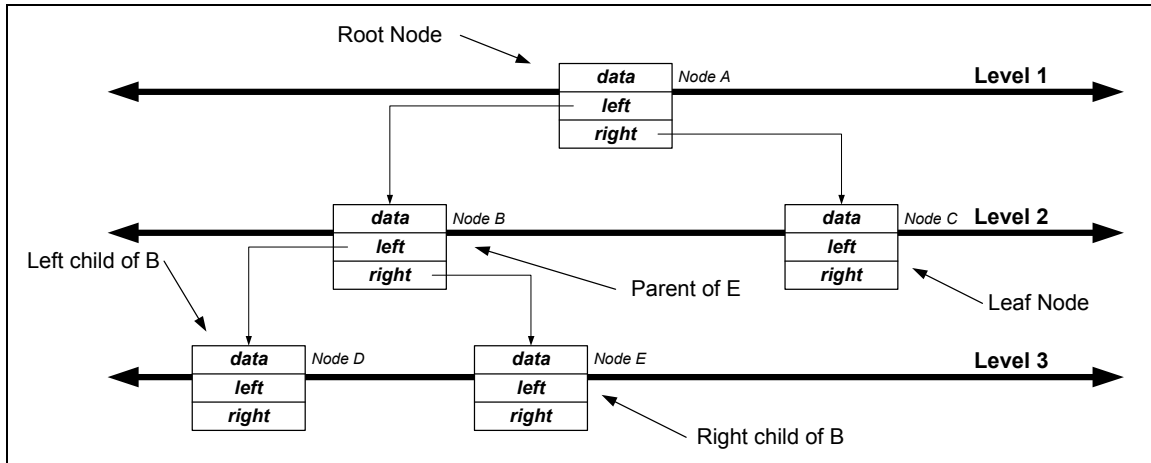 Root Node
data
Node A
Level 1
left
right
data
Node B
data
Node C
Level 2
left
left
Left child of B
right
right
Parent of E
Leaf Node
data
Node D
data
Node E
Level 3
left
left
right
right
Right child of B